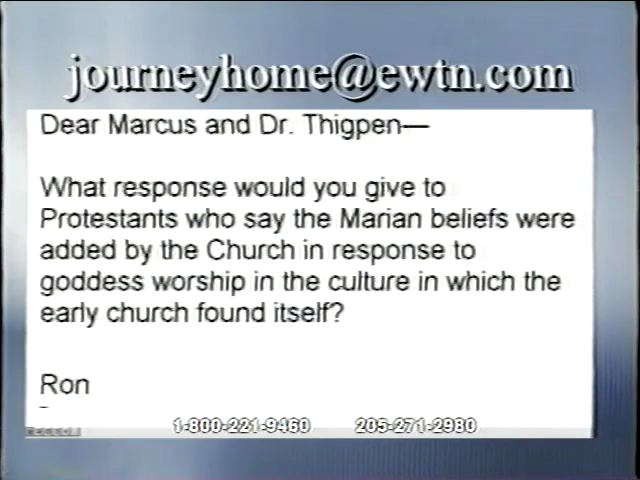 journeyhome@ewtn.com
Dear Marcus and Dr. Thigpen—
What response would you give to
Protestants who say the Marian beliefs were
added by the Church in response to
goddess worship in the culture in which the
early church found itself?
Ron
1-800-221-9460 205-271-2980